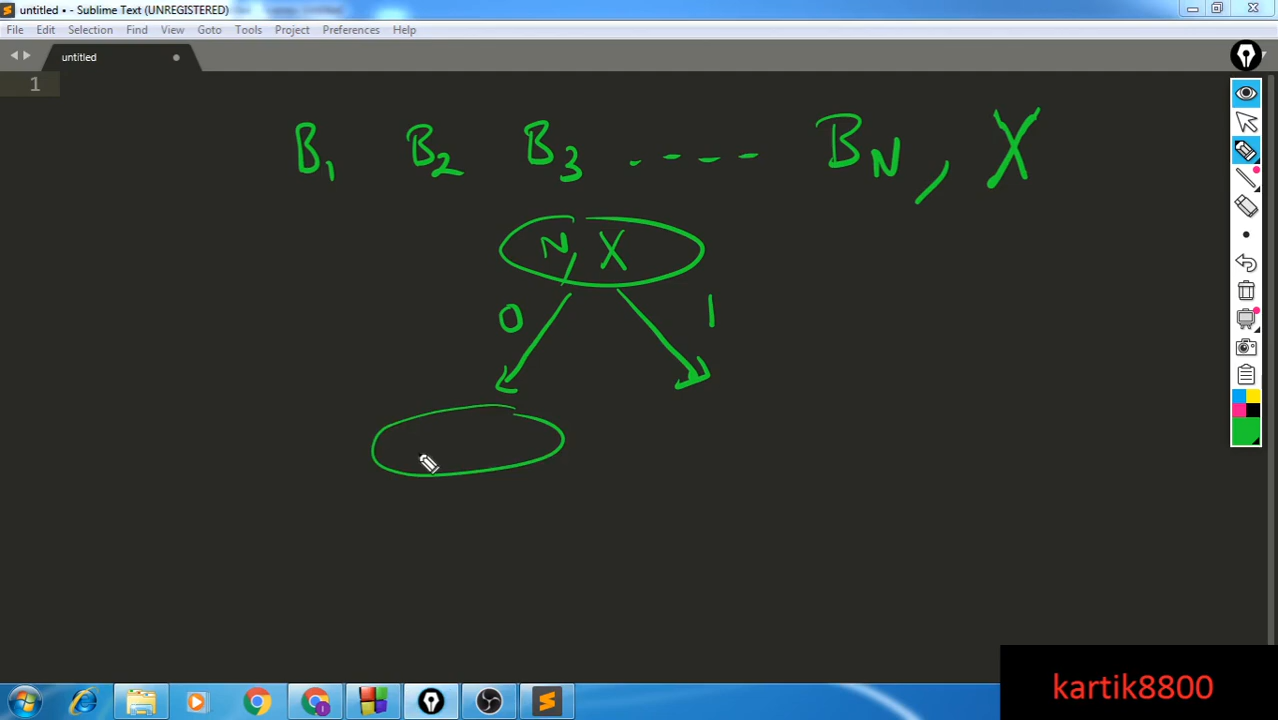 untitled • - Sublime Text (UNREGISTERED)
File Edit Selection Find View Goto Tools Project Preferences Help
untitled
1
B1 B2 B3 ---- BN, X
N, X
0 1
kartik8800